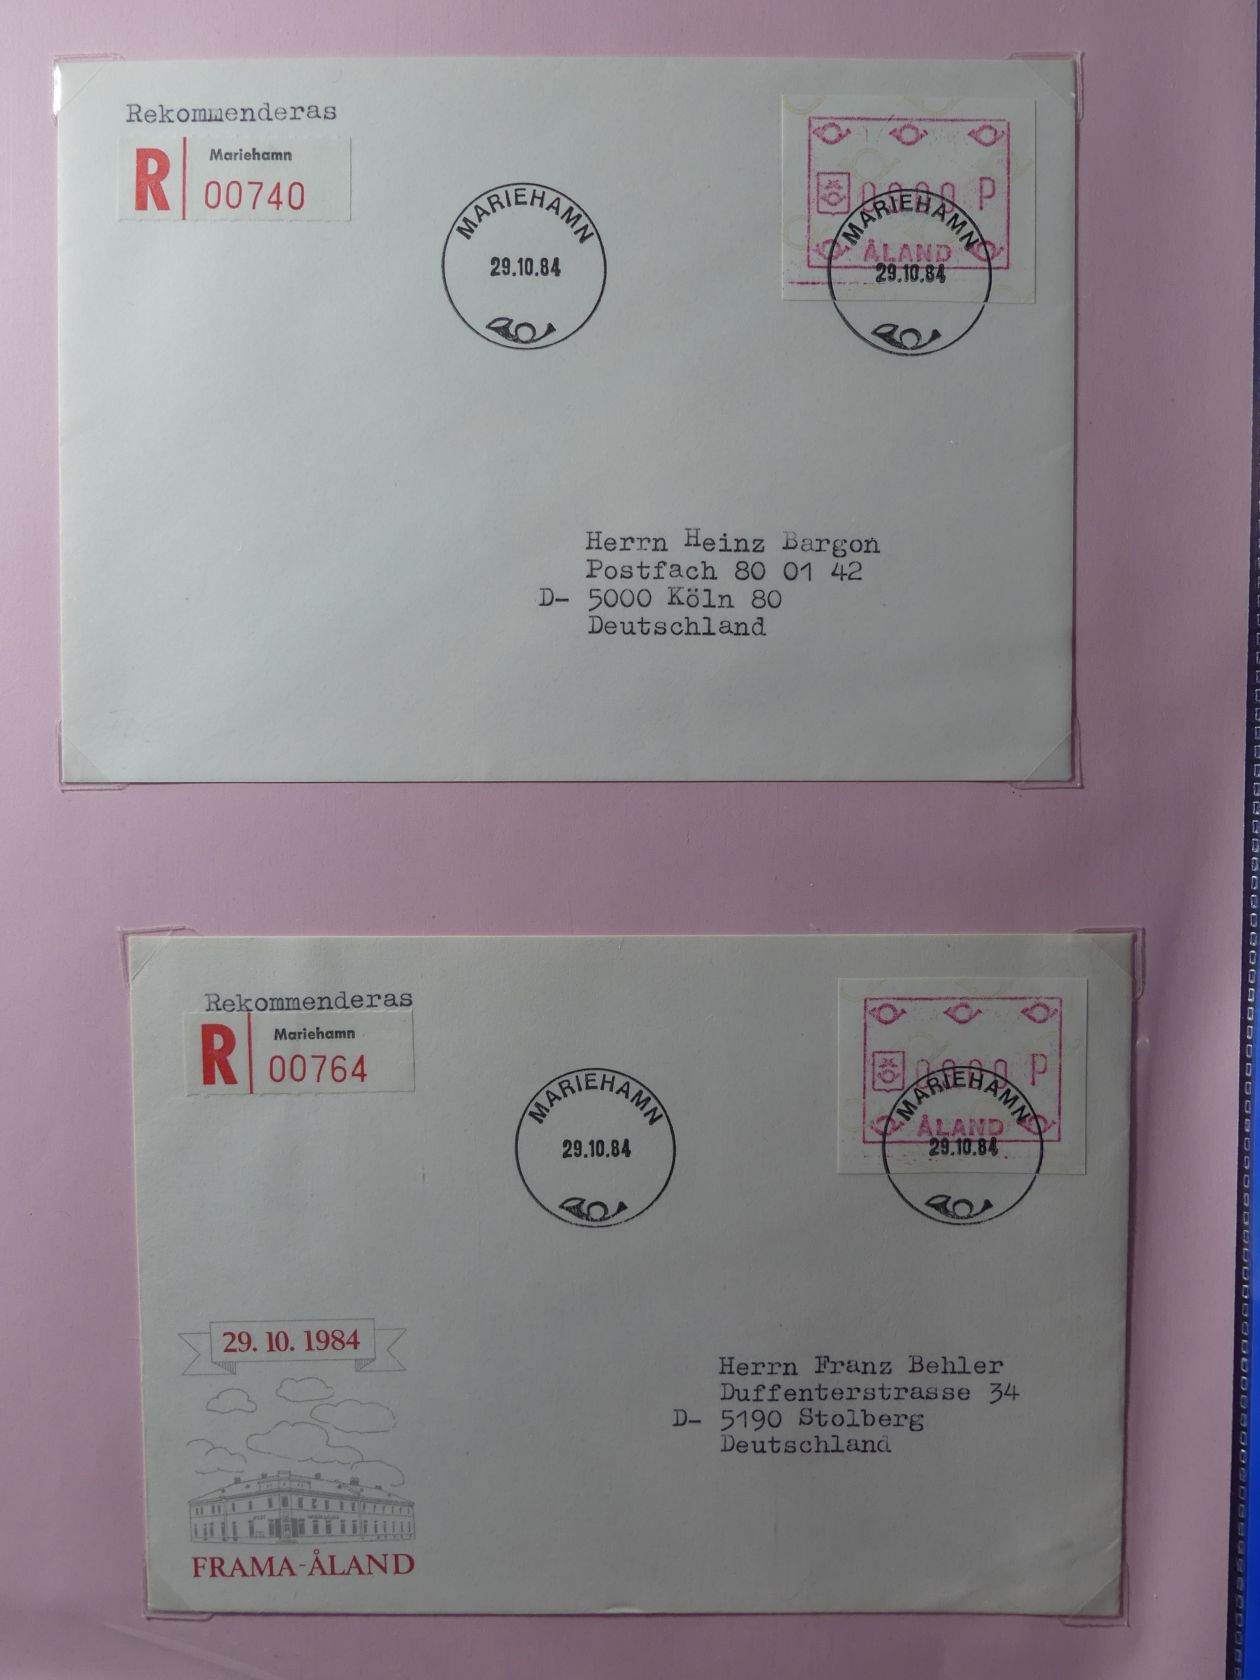 Rekommenderas
R
Mariehamn
00740
MARIEHAMN
29.10.84
0000 P
ÅLAND
MARIEHAMN
29.10.84
Herrn Heinz Bargon
Postfach 80 01 42
D- 5000 Köln 80
Deutschland
Rekommenderas
R
Mariehamn
00764
MARIEHAMN
29.10.84
0000 P
ÅLAND
MARIEHAMN
29.10.84
29. 10. 1984
FRAMA-ÅLAND
Herrn Franz Behler
Duffenterstrasse 34
D- 5190 Stolberg
Deutschland